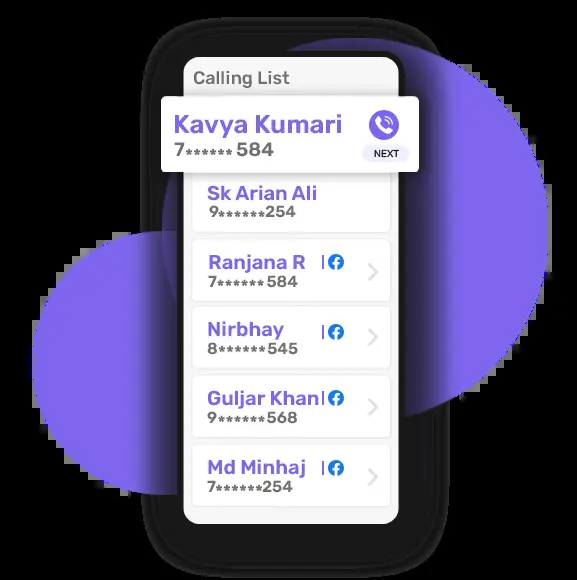 Calling List
Kavya Kumari
7****** 584
NEXT
Sk Arian Ali
9******254
Ranjana R
7****** 584
Nirbhay
8****** 545
Guljar Khan
9****** 568
Md Minhaj
7******254